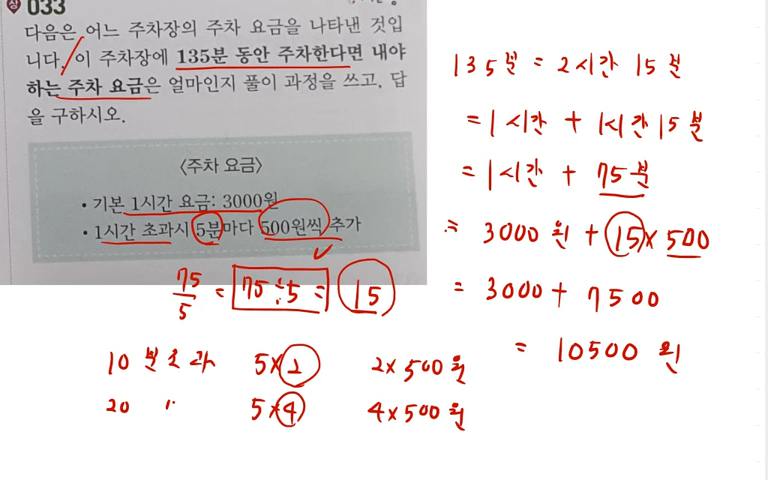 033
다음은 어느 주차장의 주차 요금을 나타낸 것입
니다. 이 주차장에 135분 동안 주차한다면 내야
하는 주차 요금은 얼마인지 풀이 과정을 쓰고, 답
을 구하시오.
〈주차 요금〉
• 기본 1시간 요금: 3000원
• 1시간 초과시 5분마다 500원씩 추가
75/5 = 75÷5 = 15
10분 초과 5×2 2×500원
20 〃 5×4 4×500원
135분 = 2시간 15분
= 1시간 + 1시간 15분
= 1시간 + 75분
= 3000원 + 15×500
= 3000 + 7500
= 10500원